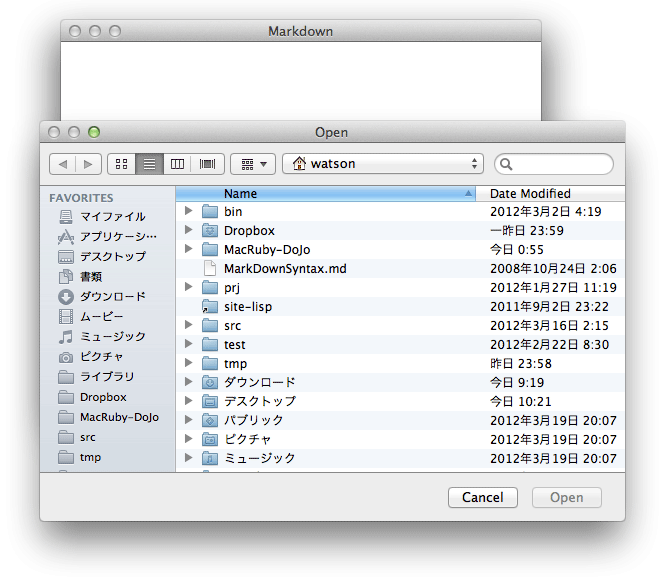 Markdown
Open
watson
FAVORITES
マイファイル
アプリケーシ…
デスクトップ
書類
ダウンロード
ムービー
ミュージック
ピクチャ
ライブラリ
Dropbox
MacRuby-DoJo
src
tmp
Name Date Modified
bin 2012年3月2日 4:19
Dropbox 一昨日 23:59
MacRuby-DoJo 今日 0:55
MarkDownSyntax.md 2008年10月24日 2:06
prj 2012年1月27日 11:19
site-lisp 2011年9月2日 23:22
src 2012年3月16日 2:15
test 2012年2月22日 8:30
tmp 昨日 23:58
ダウンロード 今日 9:19
デスクトップ 今日 10:21
パブリック 2012年3月19日 20:07
ピクチャ 2012年3月19日 20:07
ミュージック 2012年3月19日 20:07
Cancel Open